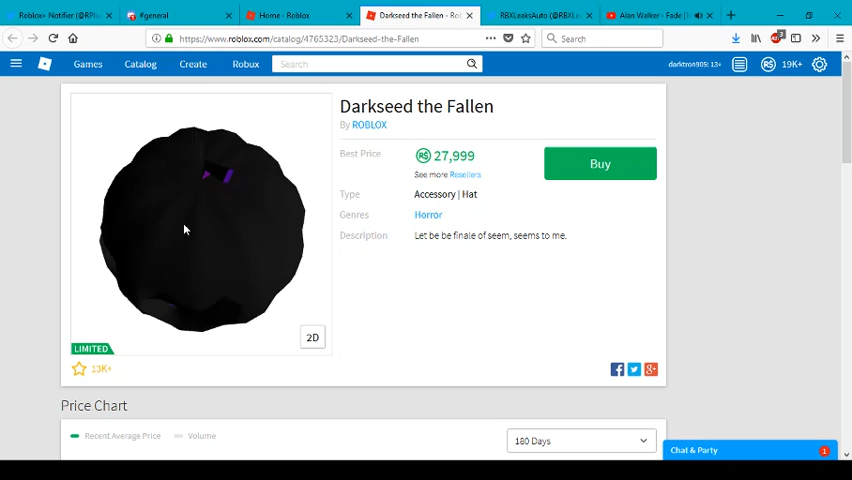 Roblox+ Notifier (@RPlu
#general
Home - Roblox
Darkseed the Fallen - Rob
RBXLeaksAuto (@RBXLe
Alan Walker - Fade [N
https://www.roblox.com/catalog/4765323/Darkseed-the-Fallen
Search
3
Games
Catalog
Create
Robux
Search
darktron905: 13+
R$ 19K+
Darkseed the Fallen
By ROBLOX
Best Price
R$ 27,999
Buy
See more Resellers
Type
Accessory | Hat
Genres
Horror
Description
Let be be finale of seem, seems to me.
2D
LIMITED
13K+
Price Chart
Recent Average Price
Volume
180 Days
Chat & Party
1